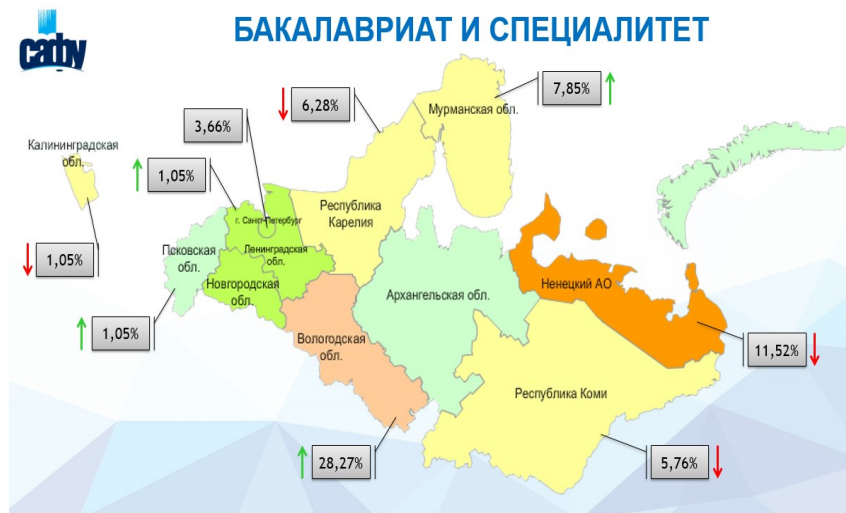 сафу
БАКАЛАВРИАТ И СПЕЦИАЛИТЕТ
6,28%
7,85%
Мурманская обл.
3,66%
Калининградская
обл.
1,05%
Республика
Карелия
г. Санкт-Петербург
Псковская
обл.
Ленинградская
обл.
1,05%
Новгородская
обл.
Архангельская обл.
Ненецкий АО
1,05%
Вологодская
обл.
11,52%
Республика Коми
28,27%
5,76%